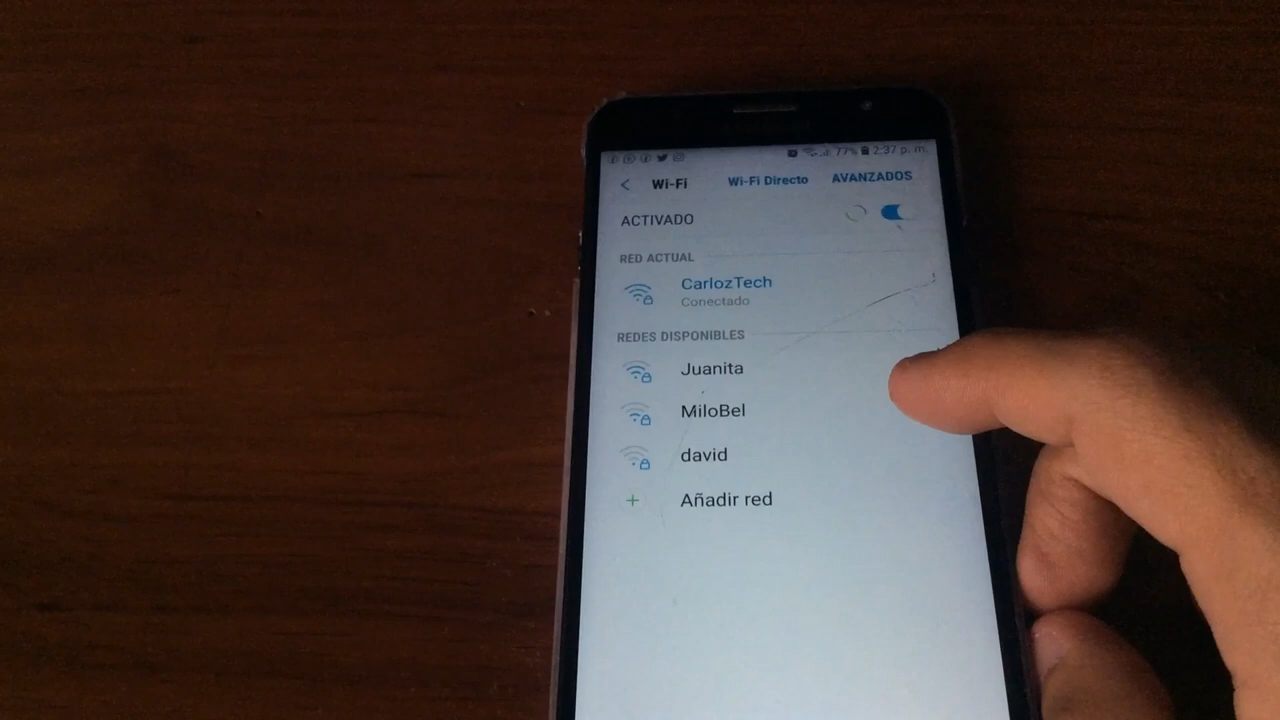 77% 2:37 p. m.
Wi-Fi Wi-Fi Directo AVANZADOS
ACTIVADO
RED ACTUAL
CarlozTech
Conectado
REDES DISPONIBLES
Juanita
MiloBel
david
Añadir red